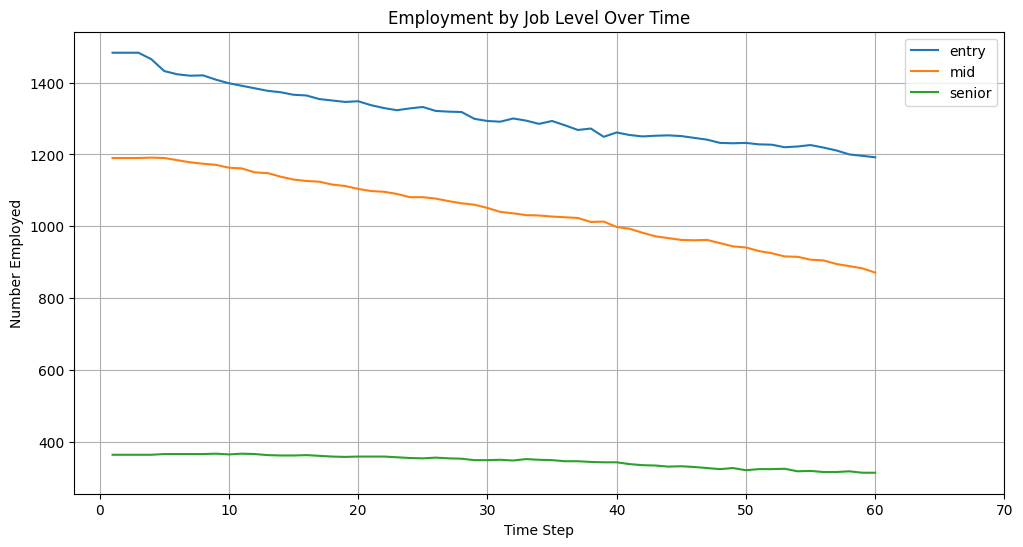 Employment by Job Level Over Time
entry
mid
senior
Number Employed
1400
1200
1000
800
600
400
0 10 20 30 40 50 60 70
Time Step